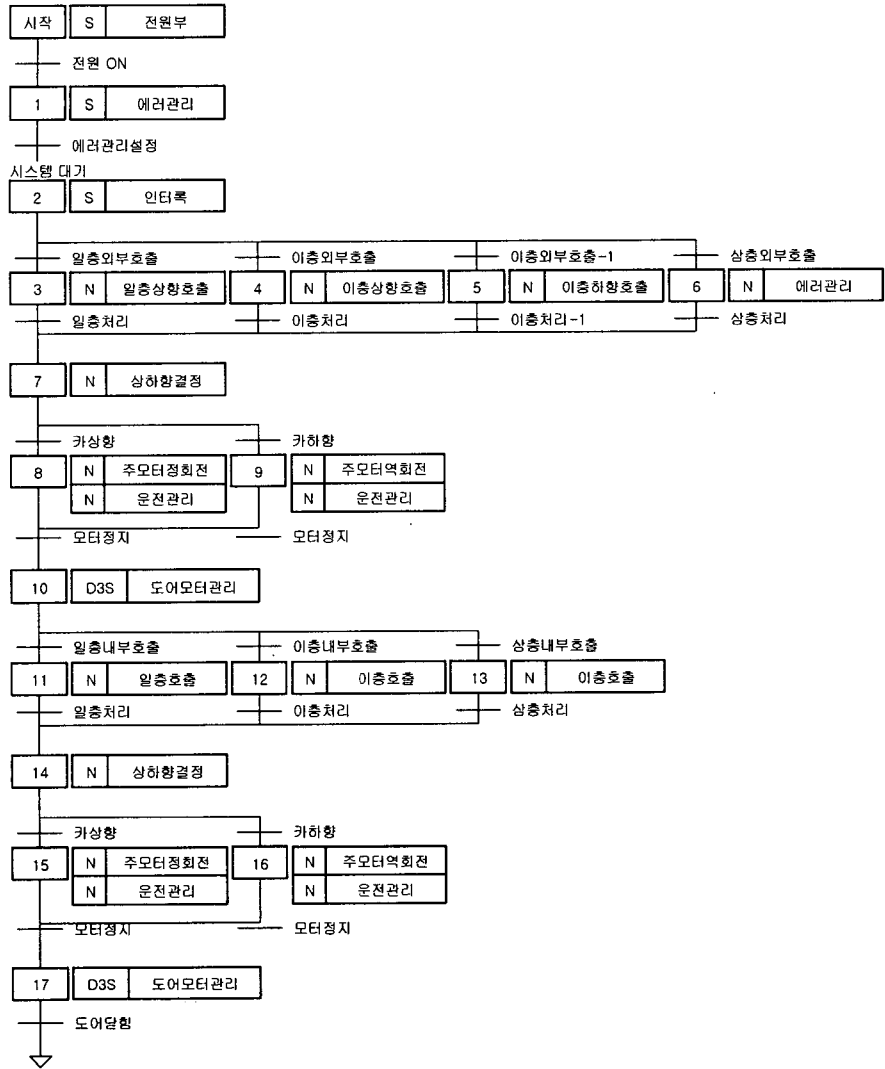 시작 S 전원부
전원 ON
1 S 에러관리
에러관리설정
시스템 대기
2 S 인터록
일층외부호출 이층외부호출 이층외부호출-1 삼층외부호출
3 N 일층상향호출 4 N 이층상향호출 5 N 이층하향호출 6 N 에러관리
일층처리 이층처리 이층처리-1 삼층처리
7 N 상하향결정
카상향 카하향
8 N 주모터정회전 9 N 주모터역회전
N 운전관리 N 운전관리
모터정지 모터정지
10 D3S 도어모터관리
일층내부호출 이층내부호출 삼층내부호출
11 N 일층호출 12 N 이층호출 13 N 이층호출
일층처리 이층처리 삼층처리
14 N 상하향결정
카상향 카하향
15 N 주모터정회전 16 N 주모터역회전
N 운전관리 N 운전관리
모터정지 모터정지
17 D3S 도어모터관리
도어닫힘